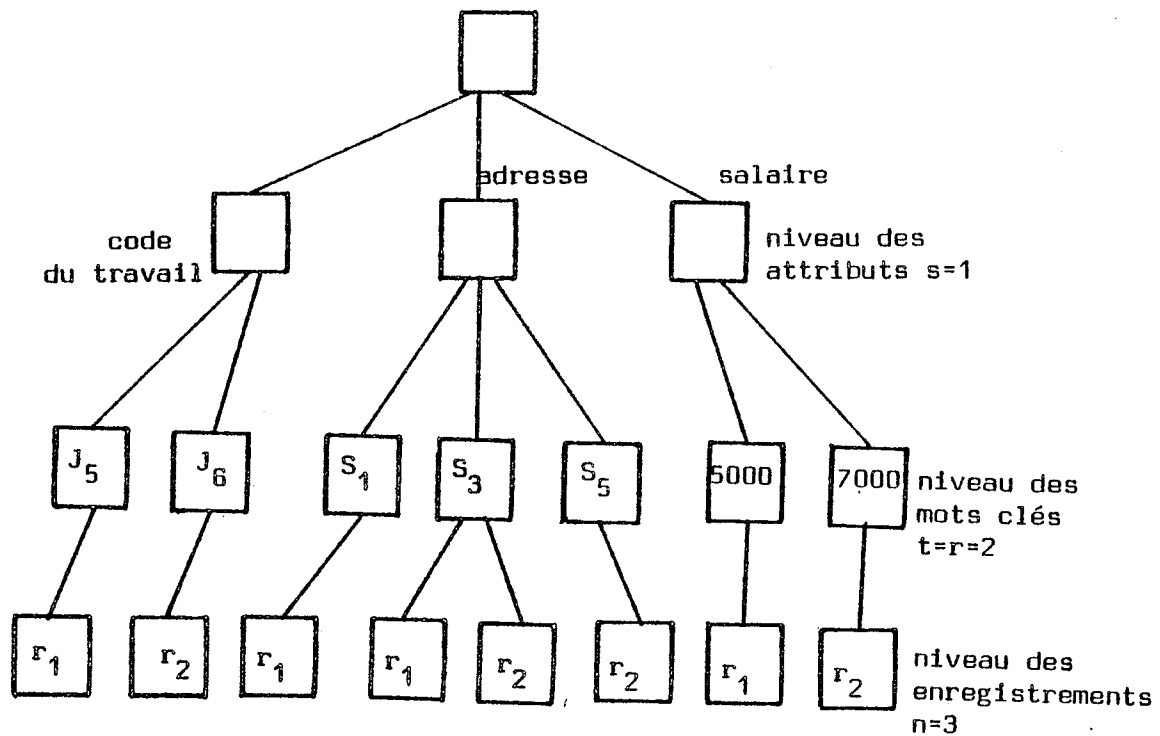 adresse
salaire
code
du travail
niveau des
attributs s=1
J5
J6
S1
S3
S5
5000
7000
niveau des
mots clés
t=r=2
r1
r2
r1
r1
r2
r2
r1
r2
niveau des
enregistrements
n=3